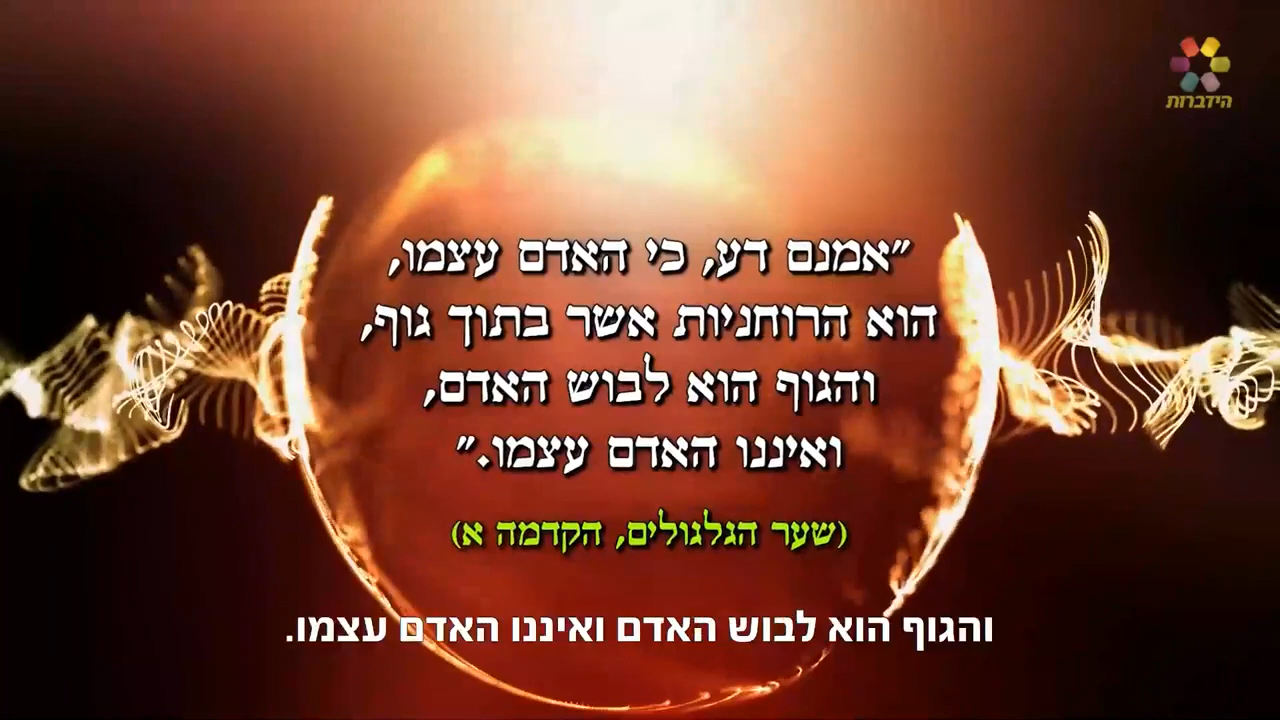 הידברות
"אמנם דע, כי האדם עצמו,
הוא הרוחניות אשר בתוך גוף,
והגוף הוא לבוש האדם,
ואיננו האדם עצמו."
(שער הגלגולים, הקדמה א)
והגוף הוא לבוש האדם ואיננו האדם עצמו.